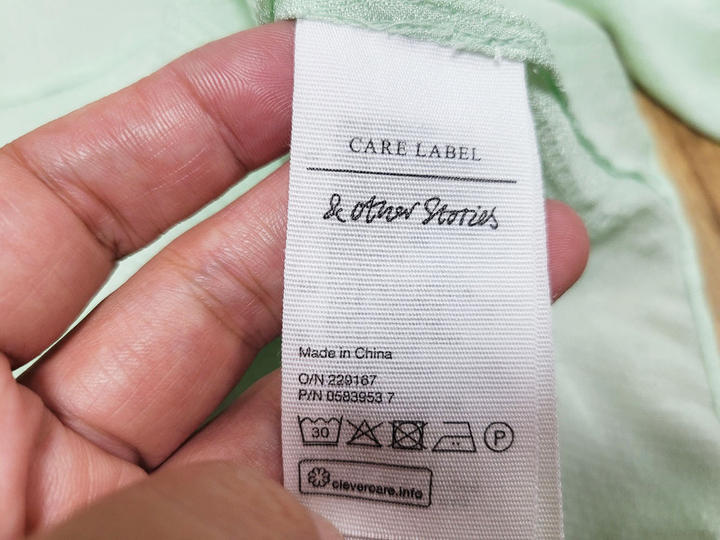 CARE LABEL
& Other Stories
Made in China
O/N 229167
P/N 0583953 7
30 P
clevercare.info